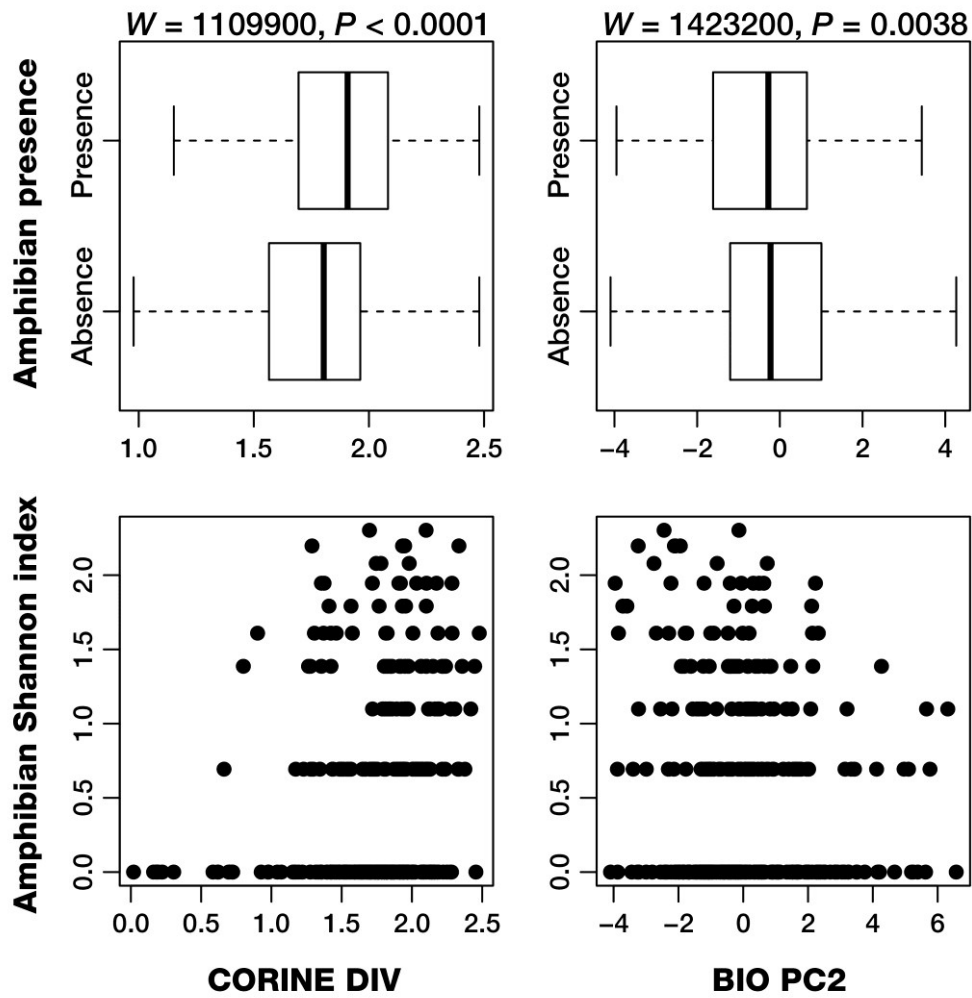 W = 1109900, P < 0.0001
W = 1423200, P = 0.0038
Amphibian presence
Presence
Absence
1.0 1.5 2.0 2.5
Presence
Absence
−4 −2 0 2 4
Amphibian Shannon index
2.0
1.5
1.0
0.5
0.0
0.0 0.5 1.0 1.5 2.0 2.5
CORINE DIV
2.0
1.5
1.0
0.5
0.0
−4 −2 0 2 4 6
BIO PC2